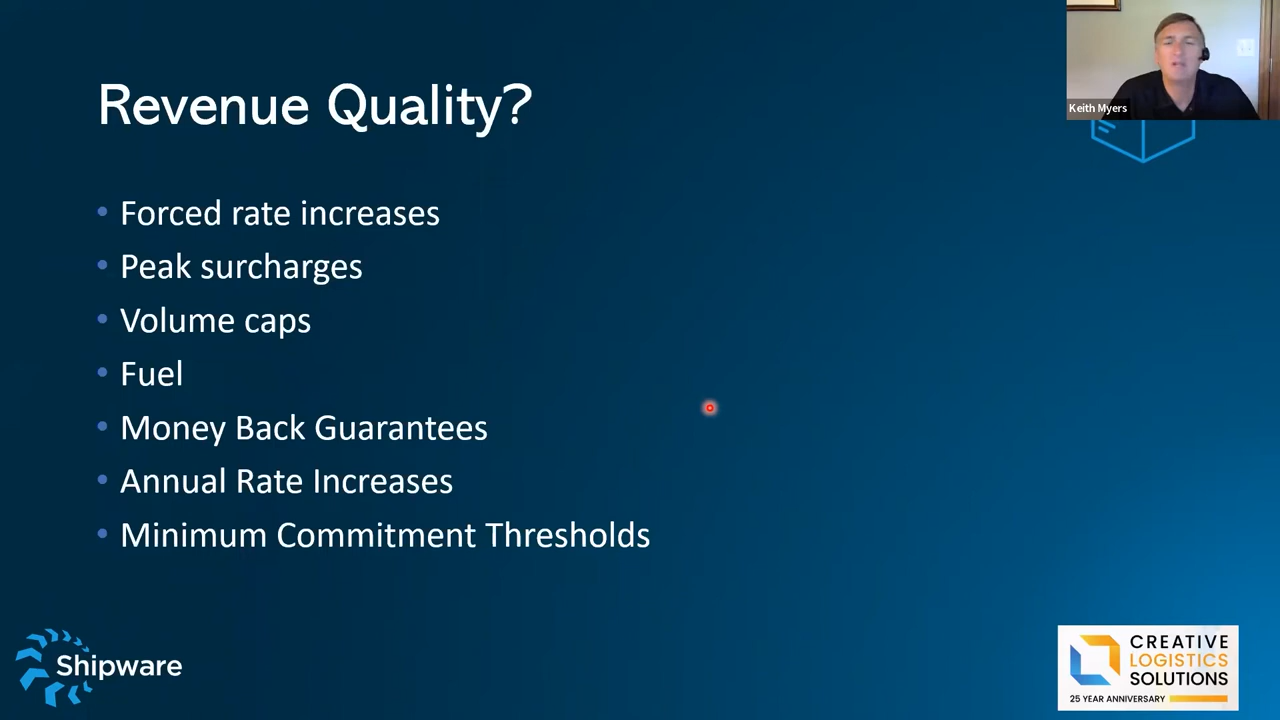 Revenue Quality?
Keith Myers
• Forced rate increases
• Peak surcharges
• Volume caps
• Fuel
• Money Back Guarantees
• Annual Rate Increases
• Minimum Commitment Thresholds
Shipware
CREATIVE
LOGISTICS
SOLUTIONS
25 YEAR ANNIVERSARY